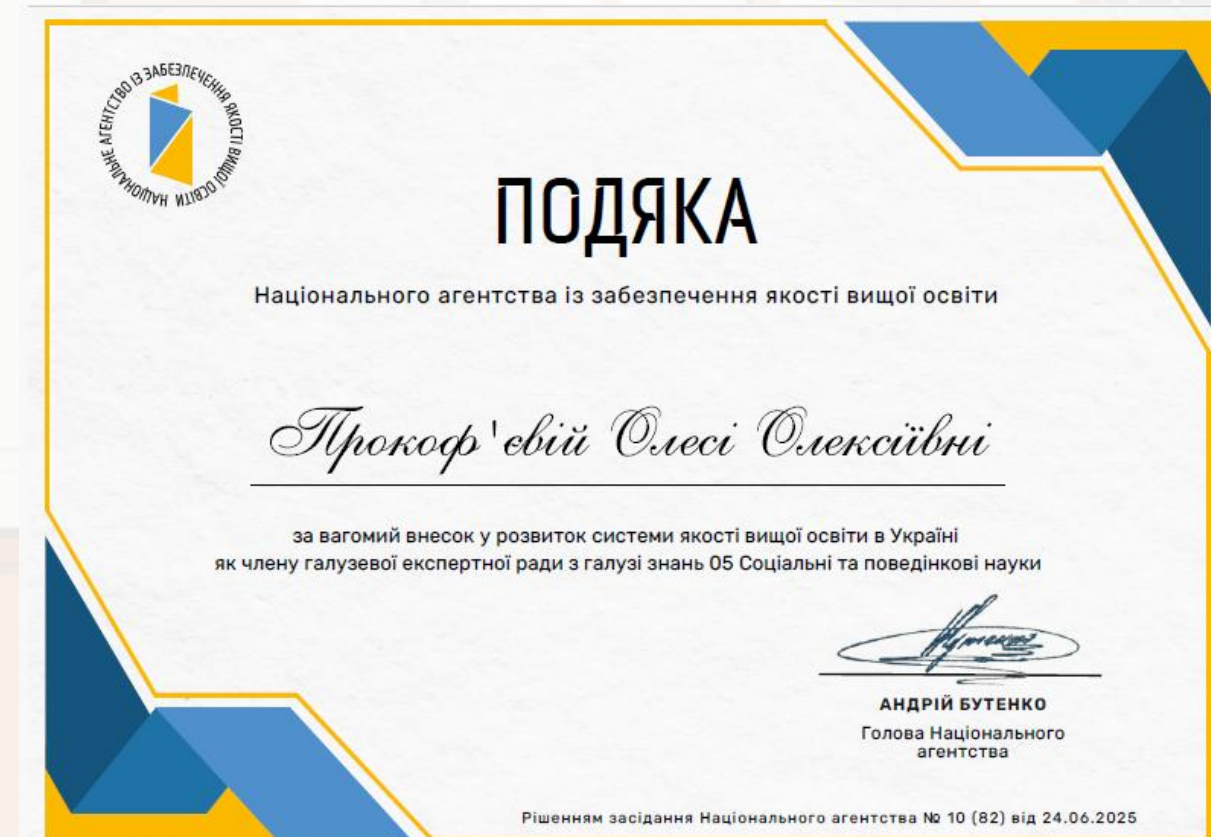 НАЦІОНАЛЬНЕ АГЕНТСТВО ІЗ ЗАБЕЗПЕЧЕННЯ ЯКОСТІ ВИЩОЇ ОСВІТИ
ПОДЯКА
Національного агентства із забезпечення якості вищої освіти
Прокоф'євій Олесі Олексіївні
за вагомий внесок у розвиток системи якості вищої освіти в Україні
як члену галузевої експертної ради з галузі знань 05 Соціальні та поведінкові науки
АНДРІЙ БУТЕНКО
Голова Національного
агентства
Рішенням засідання Національного агентства № 10 (82) від 24.06.2025